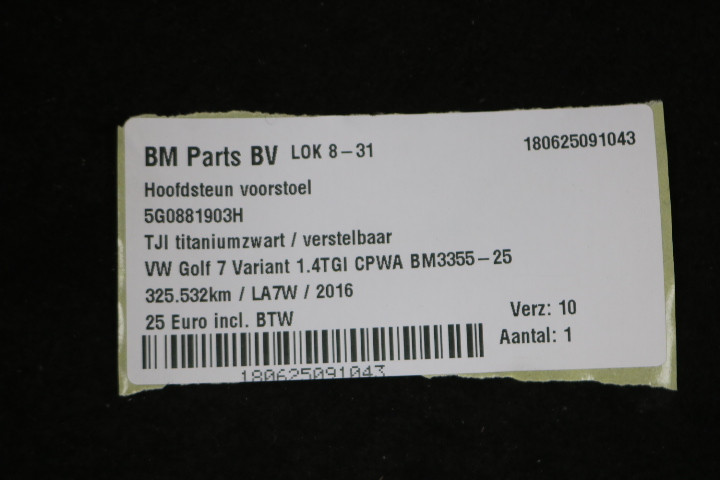 BM Parts BV LOK 8-31 180625091043
Hoofdsteun voorstoel
5G0881903H
TJI titaniumzwart / verstelbaar
VW Golf 7 Variant 1.4TGI CPWA BM3355-25
325.532km / LA7W / 2016
25 Euro incl. BTW Verz: 10
Aantal: 1
180625091043